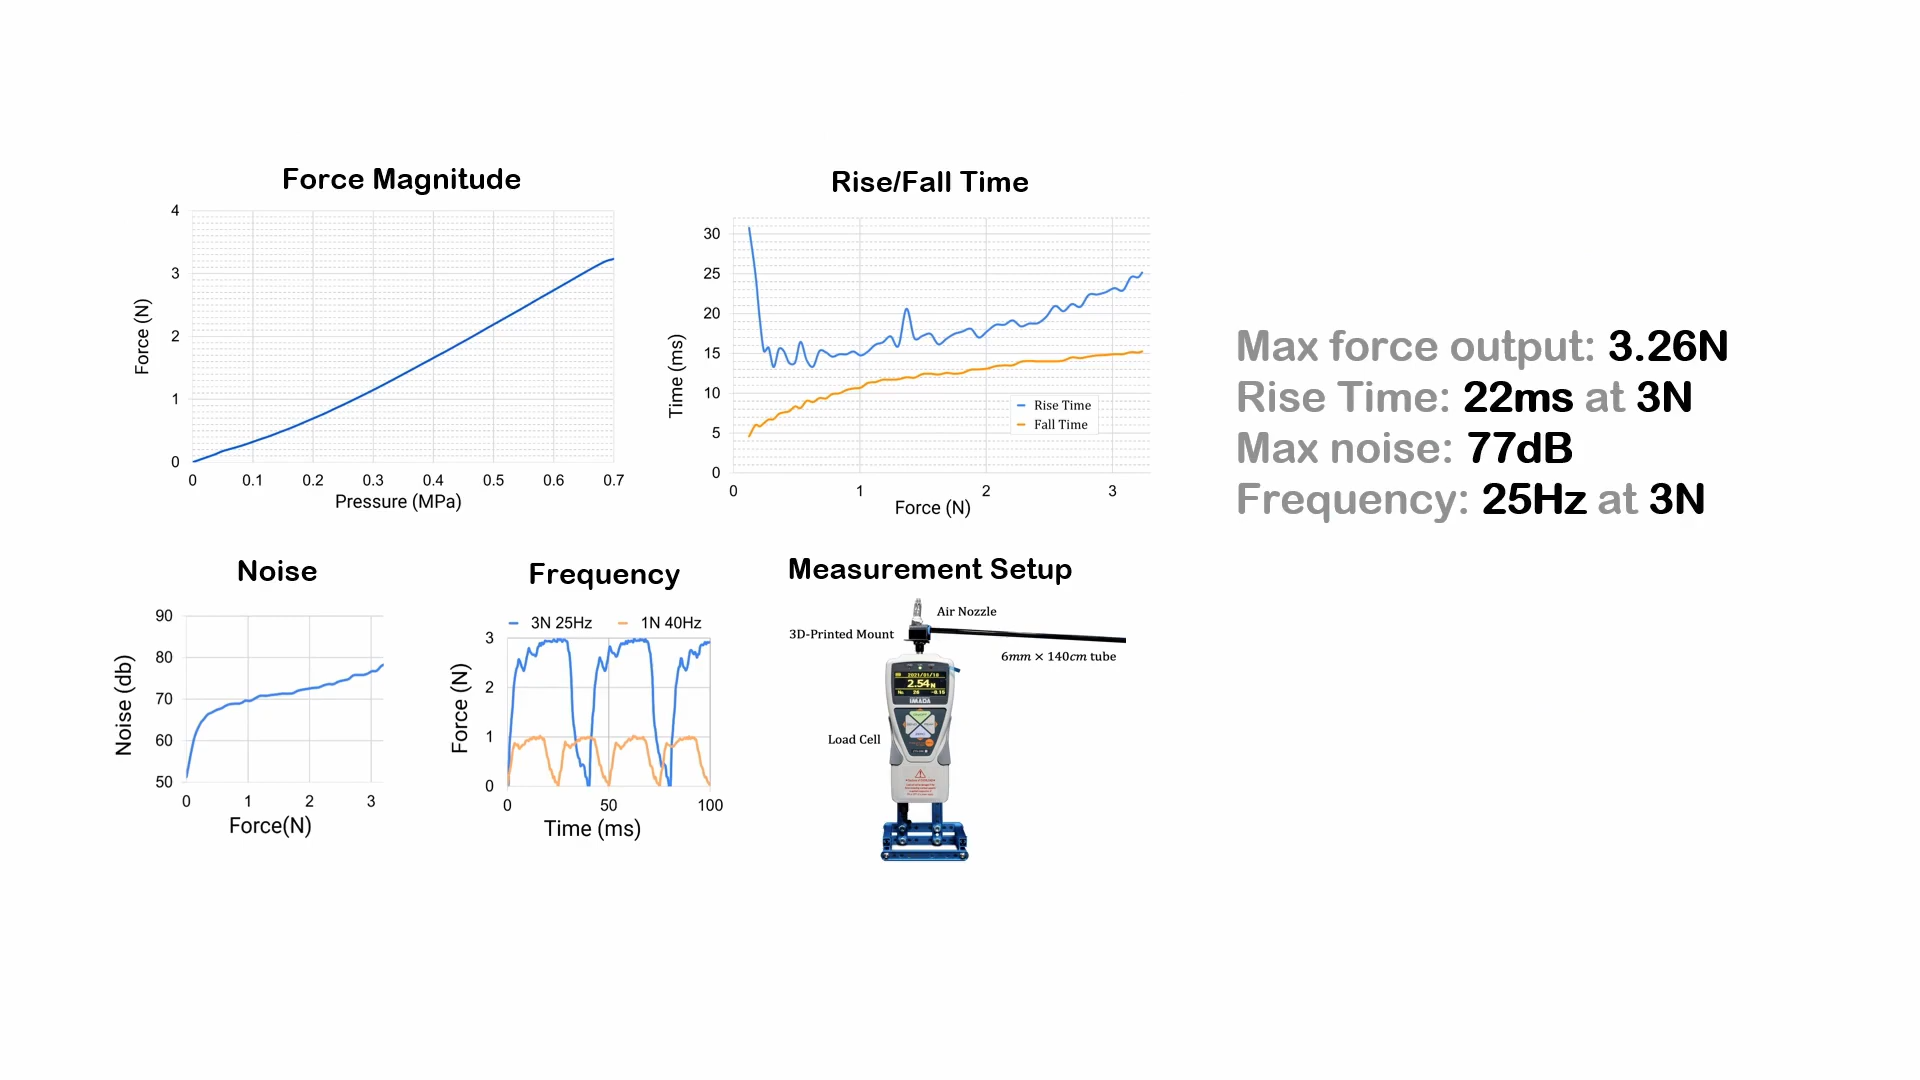 Force Magnitude
4
3
2
1
0
Force (N)
0 0.1 0.2 0.3 0.4 0.5 0.6 0.7
Pressure (MPa)
Rise/Fall Time
30
25
20
15
10
5
0
Time (ms)
Rise Time
Fall Time
0 1 2 3
Force (N)
Max force output: 3.26N
Rise Time: 22ms at 3N
Max noise: 77dB
Frequency: 25Hz at 3N
Noise
90
80
70
60
50
Noise (db)
0 1 2 3
Force(N)
Frequency
3N 25Hz 1N 40Hz
3
2
1
0
Force (N)
0 50 100
Time (ms)
Measurement Setup
Air Nozzle
3D-Printed Mount
6mm × 140cm tube
2.54N
IMADA
Load Cell